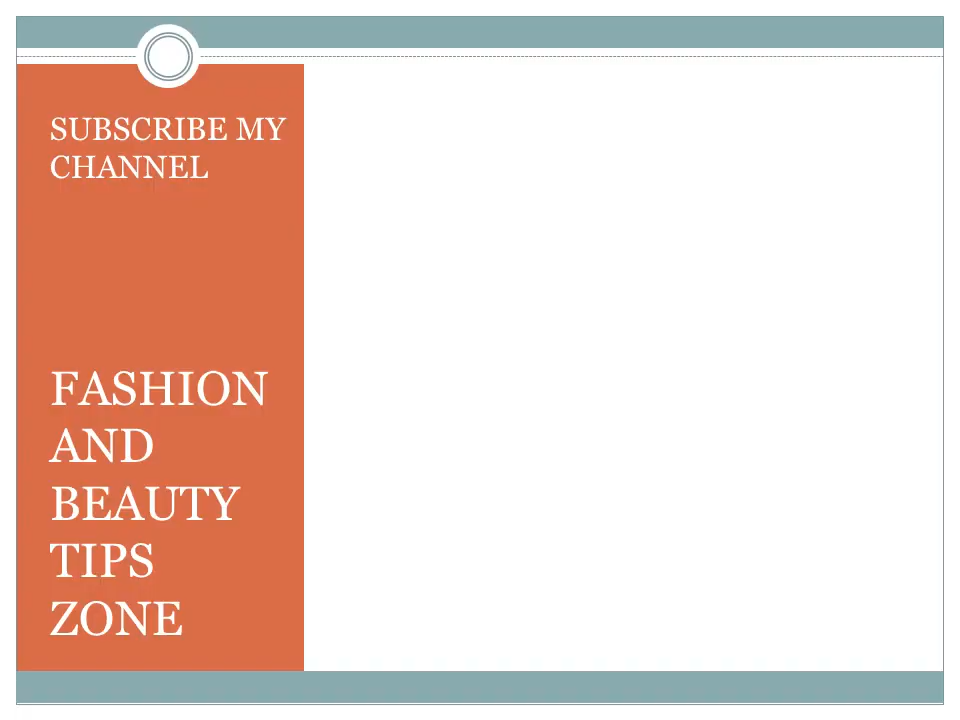 SUBSCRIBE MY
CHANNEL
FASHION
AND
BEAUTY
TIPS
ZONE